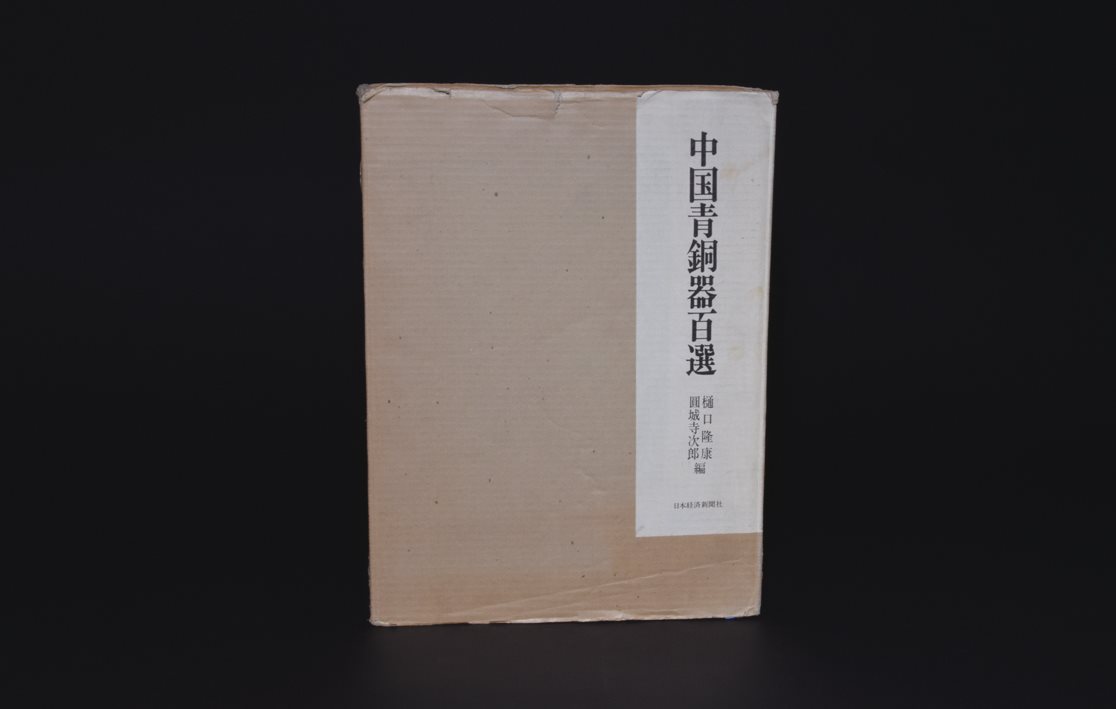 中国青銅器百選
樋口隆康
圓城寺次郎
編
日本経済新聞社